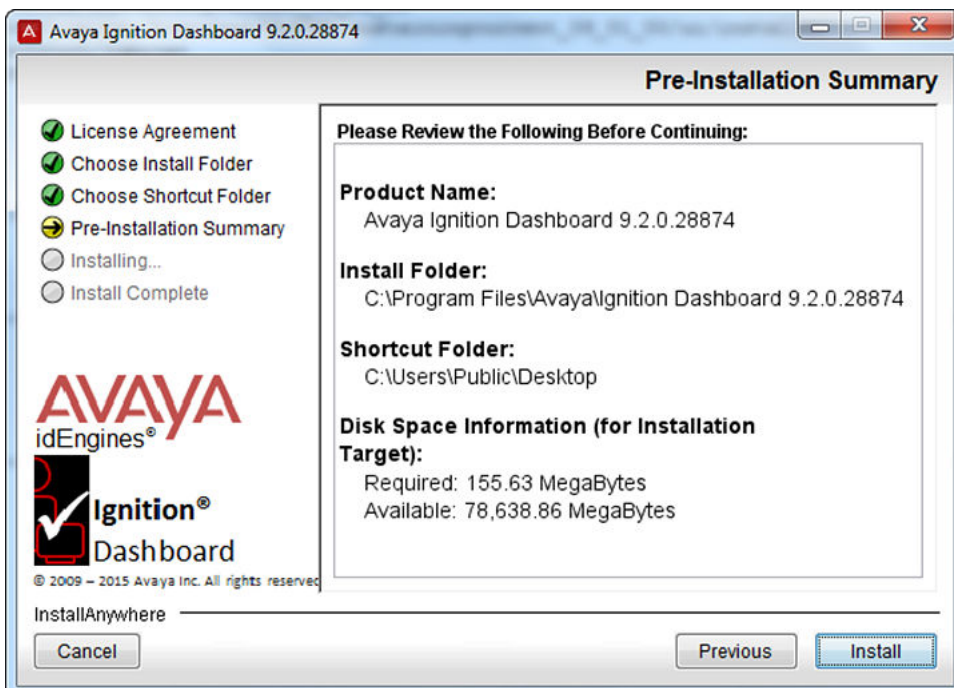 Avaya Ignition Dashboard 9.2.0.28874
Pre-Installation Summary
License Agreement
Choose Install Folder
Choose Shortcut Folder
Pre-Installation Summary
Installing...
Install Complete
AVAYA
idEngines®
Ignition®
Dashboard
© 2009 – 2015 Avaya Inc. All rights reserved
Please Review the Following Before Continuing:
Product Name:
Avaya Ignition Dashboard 9.2.0.28874
Install Folder:
C:\Program Files\Avaya\Ignition Dashboard 9.2.0.28874
Shortcut Folder:
C:\Users\Public\Desktop
Disk Space Information (for Installation
Target):
Required: 155.63 MegaBytes
Available: 78,638.86 MegaBytes
InstallAnywhere
Cancel
Previous
Install